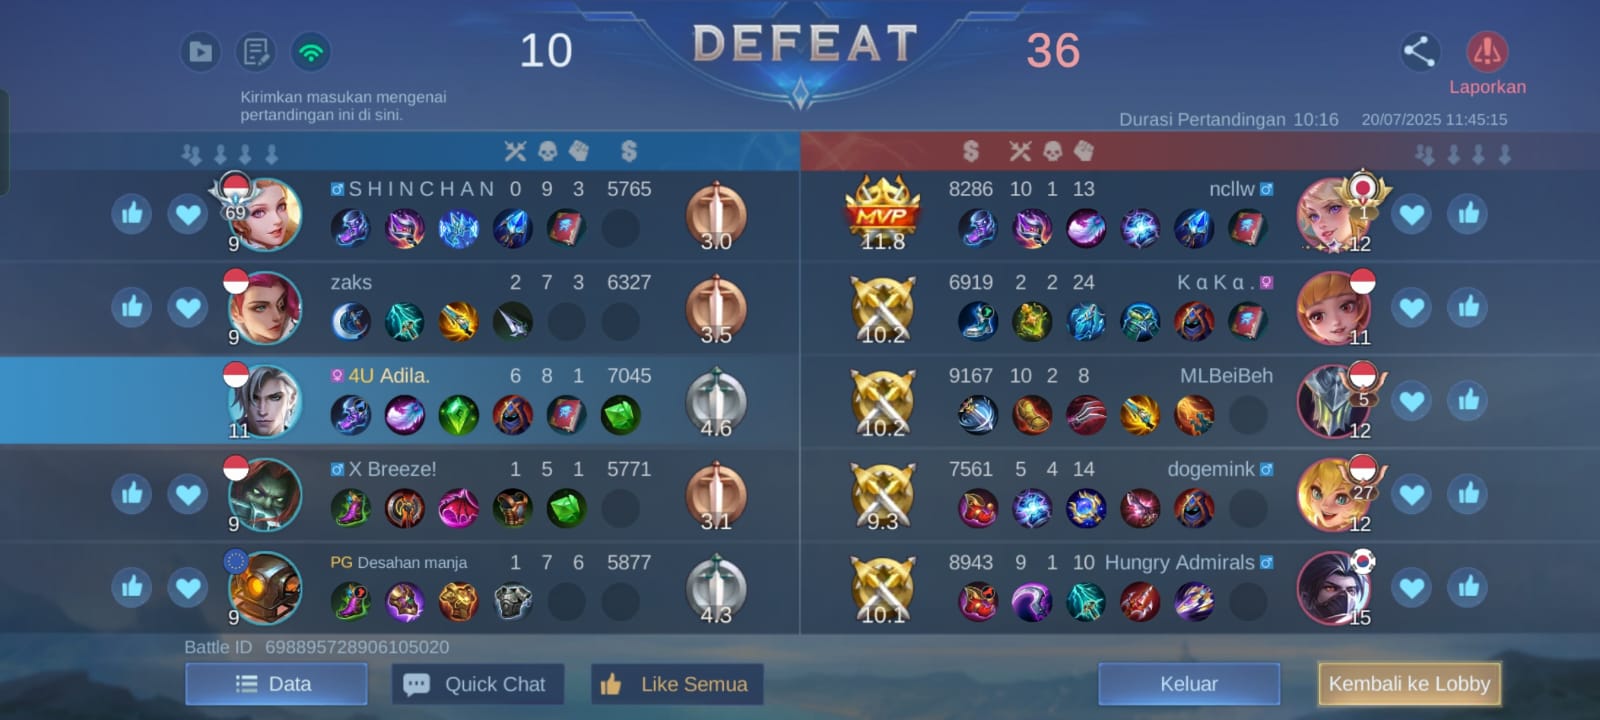 10
DEFEAT
36
Kirimkan masukan mengenai
pertandingan ini di sini.
Laporkan
Durasi Pertandingan 10:16 20/07/2025 11:45:15
69 9 S H I N C H A N 0 9 3 5765 3.0
MVP 11.8 8286 10 1 13 ncllw 1 12
9 zaks 2 7 3 6327 3.5
10.2 6919 2 2 24 K α K α . 11
11 4U Adila. 6 8 1 7045 4.6
10.2 9167 10 2 8 MLBeiBeh 5 12
9 X Breeze! 1 5 1 5771 3.1
9.3 7561 5 4 14 dogemink 27 12
9 PG Desahan manja 1 7 6 5877 4.3
10.1 8943 9 1 10 Hungry Admirals 15
Battle ID 698895728906105020
Data
Quick Chat
Like Semua
Keluar
Kembali ke Lobby